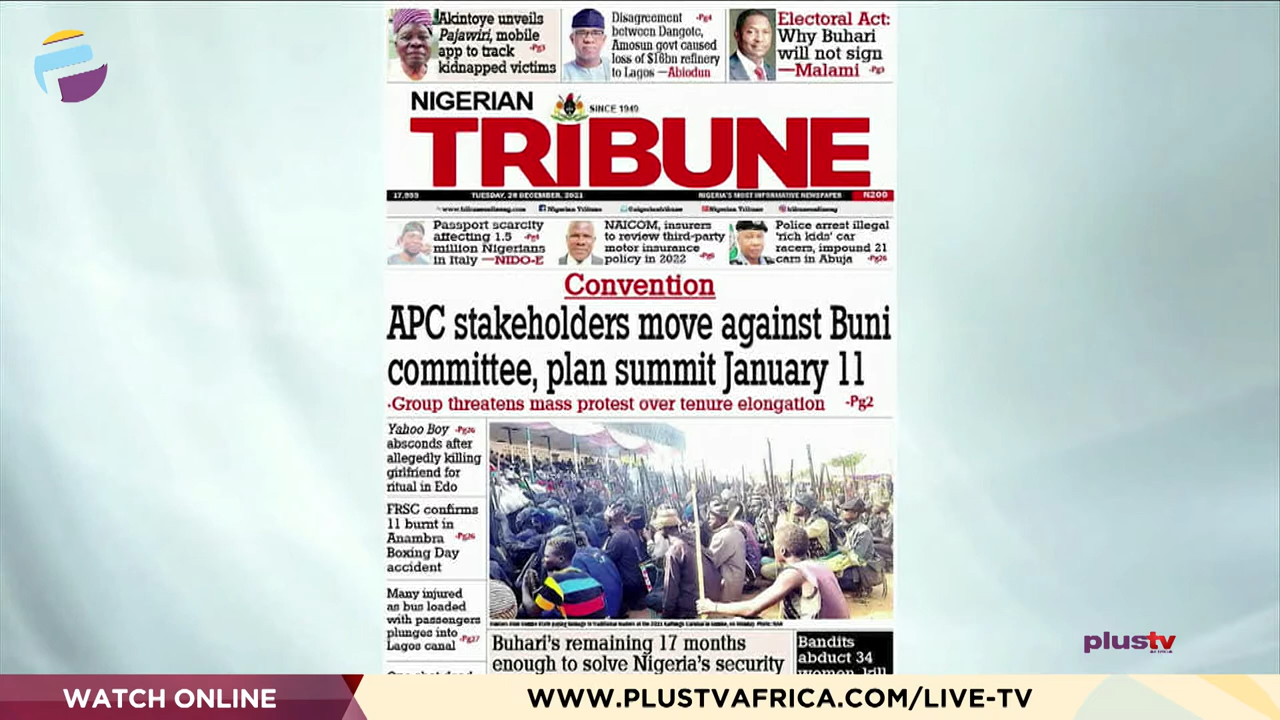 Akintoye unveils
Pajawiri, mobile
app to track -Pg3
kidnapped victims
Disagreement -Pg4
between Dangote,
Amosun govt caused
loss of $16bn refinery
to Lagos —Abiodun
Electoral Act:
Why Buhari
will not sign
—Malami -Pg3
NIGERIAN
SINCE 1949
TRIBUNE
TUESDAY, 28 DECEMBER, 2021
NIGERIA'S MOST INFORMATIVE NEWSPAPER
N200
Nigerian Tribune
Passport scarcity
affecting 1.5 -Pg4
million Nigerians
in Italy —NIDO-E
NAICOM, insurers
to review third-party
motor insurance
policy in 2022
Police arrest illegal
'rich kids' car
racers, impound 21
cars in Abuja -Pg26
Convention
APC stakeholders move against Buni
committee, plan summit January 11
·Group threatens mass protest over tenure elongation -Pg2
Yahoo Boy -Pg26
absconds after
allegedly killing
girlfriend for
ritual in Edo
FRSC confirms
11 burnt in
Anambra -Pg26
Boxing Day
accident
Many injured
as bus loaded
with passengers
plunges into -Pg27
Lagos canal
Buhari's remaining 17 months
enough to solve Nigeria's security
Bandits
abduct 34
women, kill
plustv
WATCH ONLINE
WWW.PLUSTVAFRICA.COM/LIVE-TV